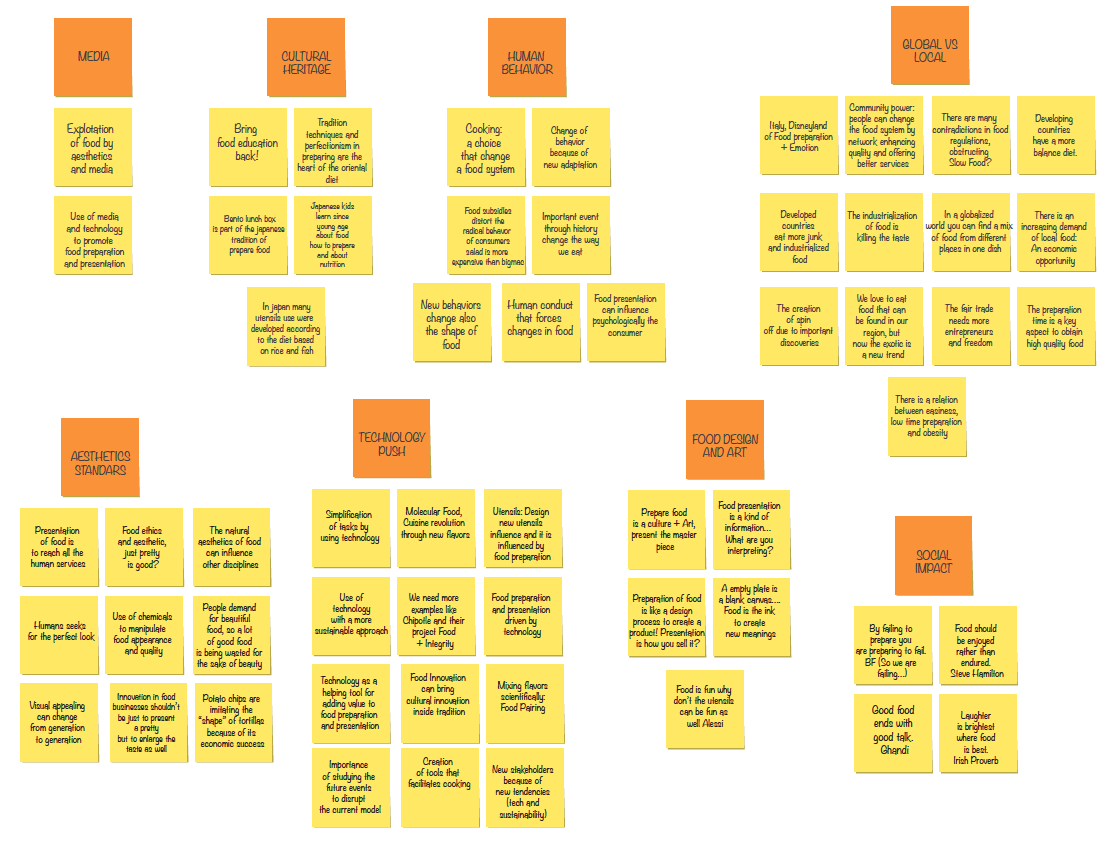 MEDIA
Explotation
of food by
aesthetics
and media
Use of media
and technology
to promote
food preparation
and presentation
CULTURAL
HERITAGE
Bring
food education
back!
Tradition
techniques and
perfectionism in
preparing are the
heart of the oriental
diet
Bento lunch box
is part of the japanese
tradition of
prepare food
Japanese kids
learn since
young age
about food
how to prepare
and about
nutrition
In japan many
utensils use were
developed according
to the diet based
on rice and fish
HUMAN
BEHAVIOR
Cooking:
a choice
that change
a food system
Change of
behavior
because of
new adaptation
Food subsidies
distort the
radical behavor
of consumers
salad is more
expensive than bigmac
Important event
through history
change the way
we eat
New behaviors
change also
the shape of
food
Human conduct
that forces
changes in food
Food presentation
can influence
psychologically the
consumer
GLOBAL VS
LOCAL
Italy, Disneyland
of Food preparation
+ Emotion
Community power:
people can change
the food system by
network enhancing
quality and offering
better services
There are many
contradictions in food
regulations,
obstructing
Slow Food?
Developing
countries
have a more
balance diet.
Developed
countries
eat more junk
and industrialized
food
The industrialization
of food is
killing the taste
In a globalized
world you can find a mix
of food from different
places in one dish
There is an
increasing demand
of local food:
An economic
opportunity
The creation
of spin
off due to important
discoveries
We love to eat
food that can
be found in our
region, but
now the exotic is
a new trend
The fair trade
needs more
entrepreneurs
and freedom
The preparation
time is a key
aspect to obtain
high quality food
There is a relation
between easiness,
low time preparation
and obesity
AESTHETICS
STANDARS
Presentation
of food is
to reach all the
human services
Food ethics
and aesthetic,
just pretty
is good?
The natural
aesthetics of food
can influence
other disciplines
Humans seeks
for the perfect look
Use of chemicals
to manipulate
food appearance
and quality
People demand
for beautiful
food, so a lot
of good food
is being wasted for
the sake of beauty
Visual appealing
can change
from generation
to generation
Innovation in food
businesses shouldn't
be just to present
a pretty
but to enlarge the
taste as well
Potato chips are
imitating the
"shape" of tortillas
because of its
economic success
TECHNOLOGY
PUSH
Simplification
of tasks by
using technology
Molecular Food,
Cuisine revolution
through new flavors
Utensils: Design
new utensils
influence and it is
influenced by
food preparation
Use of
technology
with a more
sustainable approach
We need more
examples like
Chipotle and their
project Food
+ Integrity
Food preparation
and presentation
driven by
technology
Technology as a
helping tool for
adding value to
food preparation
and presentation
Food Innovation
can bring
cultural innovation
inside tradition
Mixing flavors
scientifically:
Food Pairing
Importance
of studying the
future events
to disrupt
the current model
Creation
of tools that
facilitates cooking
New stakeholders
because of
new tendencies
(tech and
sustainability)
FOOD DESIGN
AND ART
Prepare food
is a culture + Art,
present the master
piece
Food presentation
is a kind of
information...
What are you
interpreting?
Preparation of food
is like a design
process to create a
product! Presentation
is how you sell it?
A empty plate is
a blank canvas....
Food is the ink
to create
new meanings
Food is fun why
don't the utensils
can be fun as
well Alessi
SOCIAL
IMPACT
By failing to
prepare you
are preparing to fail.
BF (So we are
failing...)
Food should
be enjoyed
rather than
endured.
Steve Hamilton
Good food
ends with
good talk.
Ghandi
Laughter
is brightest
where food
is best.
Irish Proverb